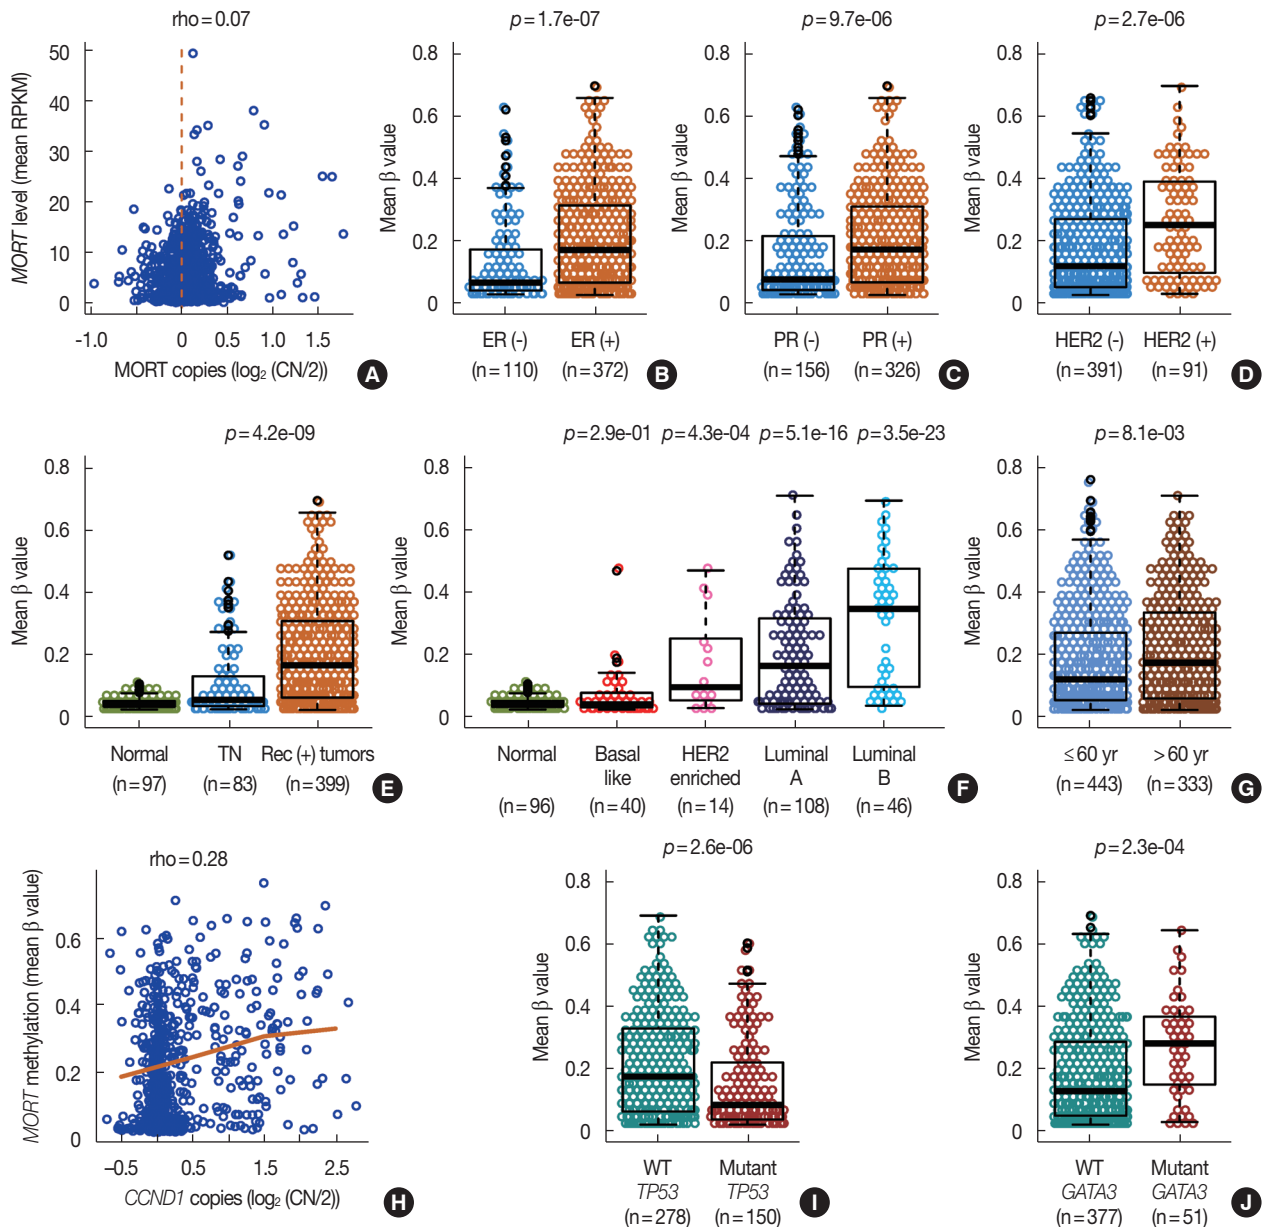 rho = 0.07
MORT level (mean RPKM)
50
40
30
20
10
0
-1.0
0
0.5
1.0
1.5
MORT copies (log₂ (CN/2))
A
p = 1.7e-07
Mean β value
0.8
0.6
0.4
0.2
0
ER (-)
ER (+)
(n = 110)
(n = 372)
B
p = 9.7e-06
Mean β value
0.8
0.6
0.4
0.2
0
PR (-)
PR (+)
(n = 156)
(n = 326)
C
p = 2.7e-06
Mean β value
0.8
0.6
0.4
0.2
0
HER2 (-)
HER2 (+)
(n = 391)
(n = 91)
D
p = 4.2e-09
Mean β value
0.8
0.6
0.4
0.2
0
Normal
TN
Rec (+) tumors
(n = 97)
(n = 83)
(n = 399)
E
p = 2.9e-01
p = 4.3e-04
p = 5.1e-16
p = 3.5e-23
Mean β value
0.8
0.6
0.4
0.2
0
Normal
Basal
HER2
Luminal
Luminal
like
enriched
A
B
(n = 96)
(n = 40)
(n = 14)
(n = 108)
(n = 46)
F
p = 8.1e-03
Mean β value
0.8
0.6
0.4
0.2
0
≤ 60 yr
> 60 yr
(n = 443)
(n = 333)
G
rho = 0.28
MORT methylation (mean β value)
0.6
0.4
0.2
0
–0.5
0.5
1.5
2.5
CCND1 copies (log₂ (CN/2))
H
p = 2.6e-06
Mean β value
0.8
0.6
0.4
0.2
0
WT
Mutant
TP53
TP53
(n = 278)
(n = 150)
I
p = 2.3e-04
Mean β value
0.8
0.6
0.4
0.2
0
WT
Mutant
GATA3
GATA3
(n = 377)
(n = 51)
J